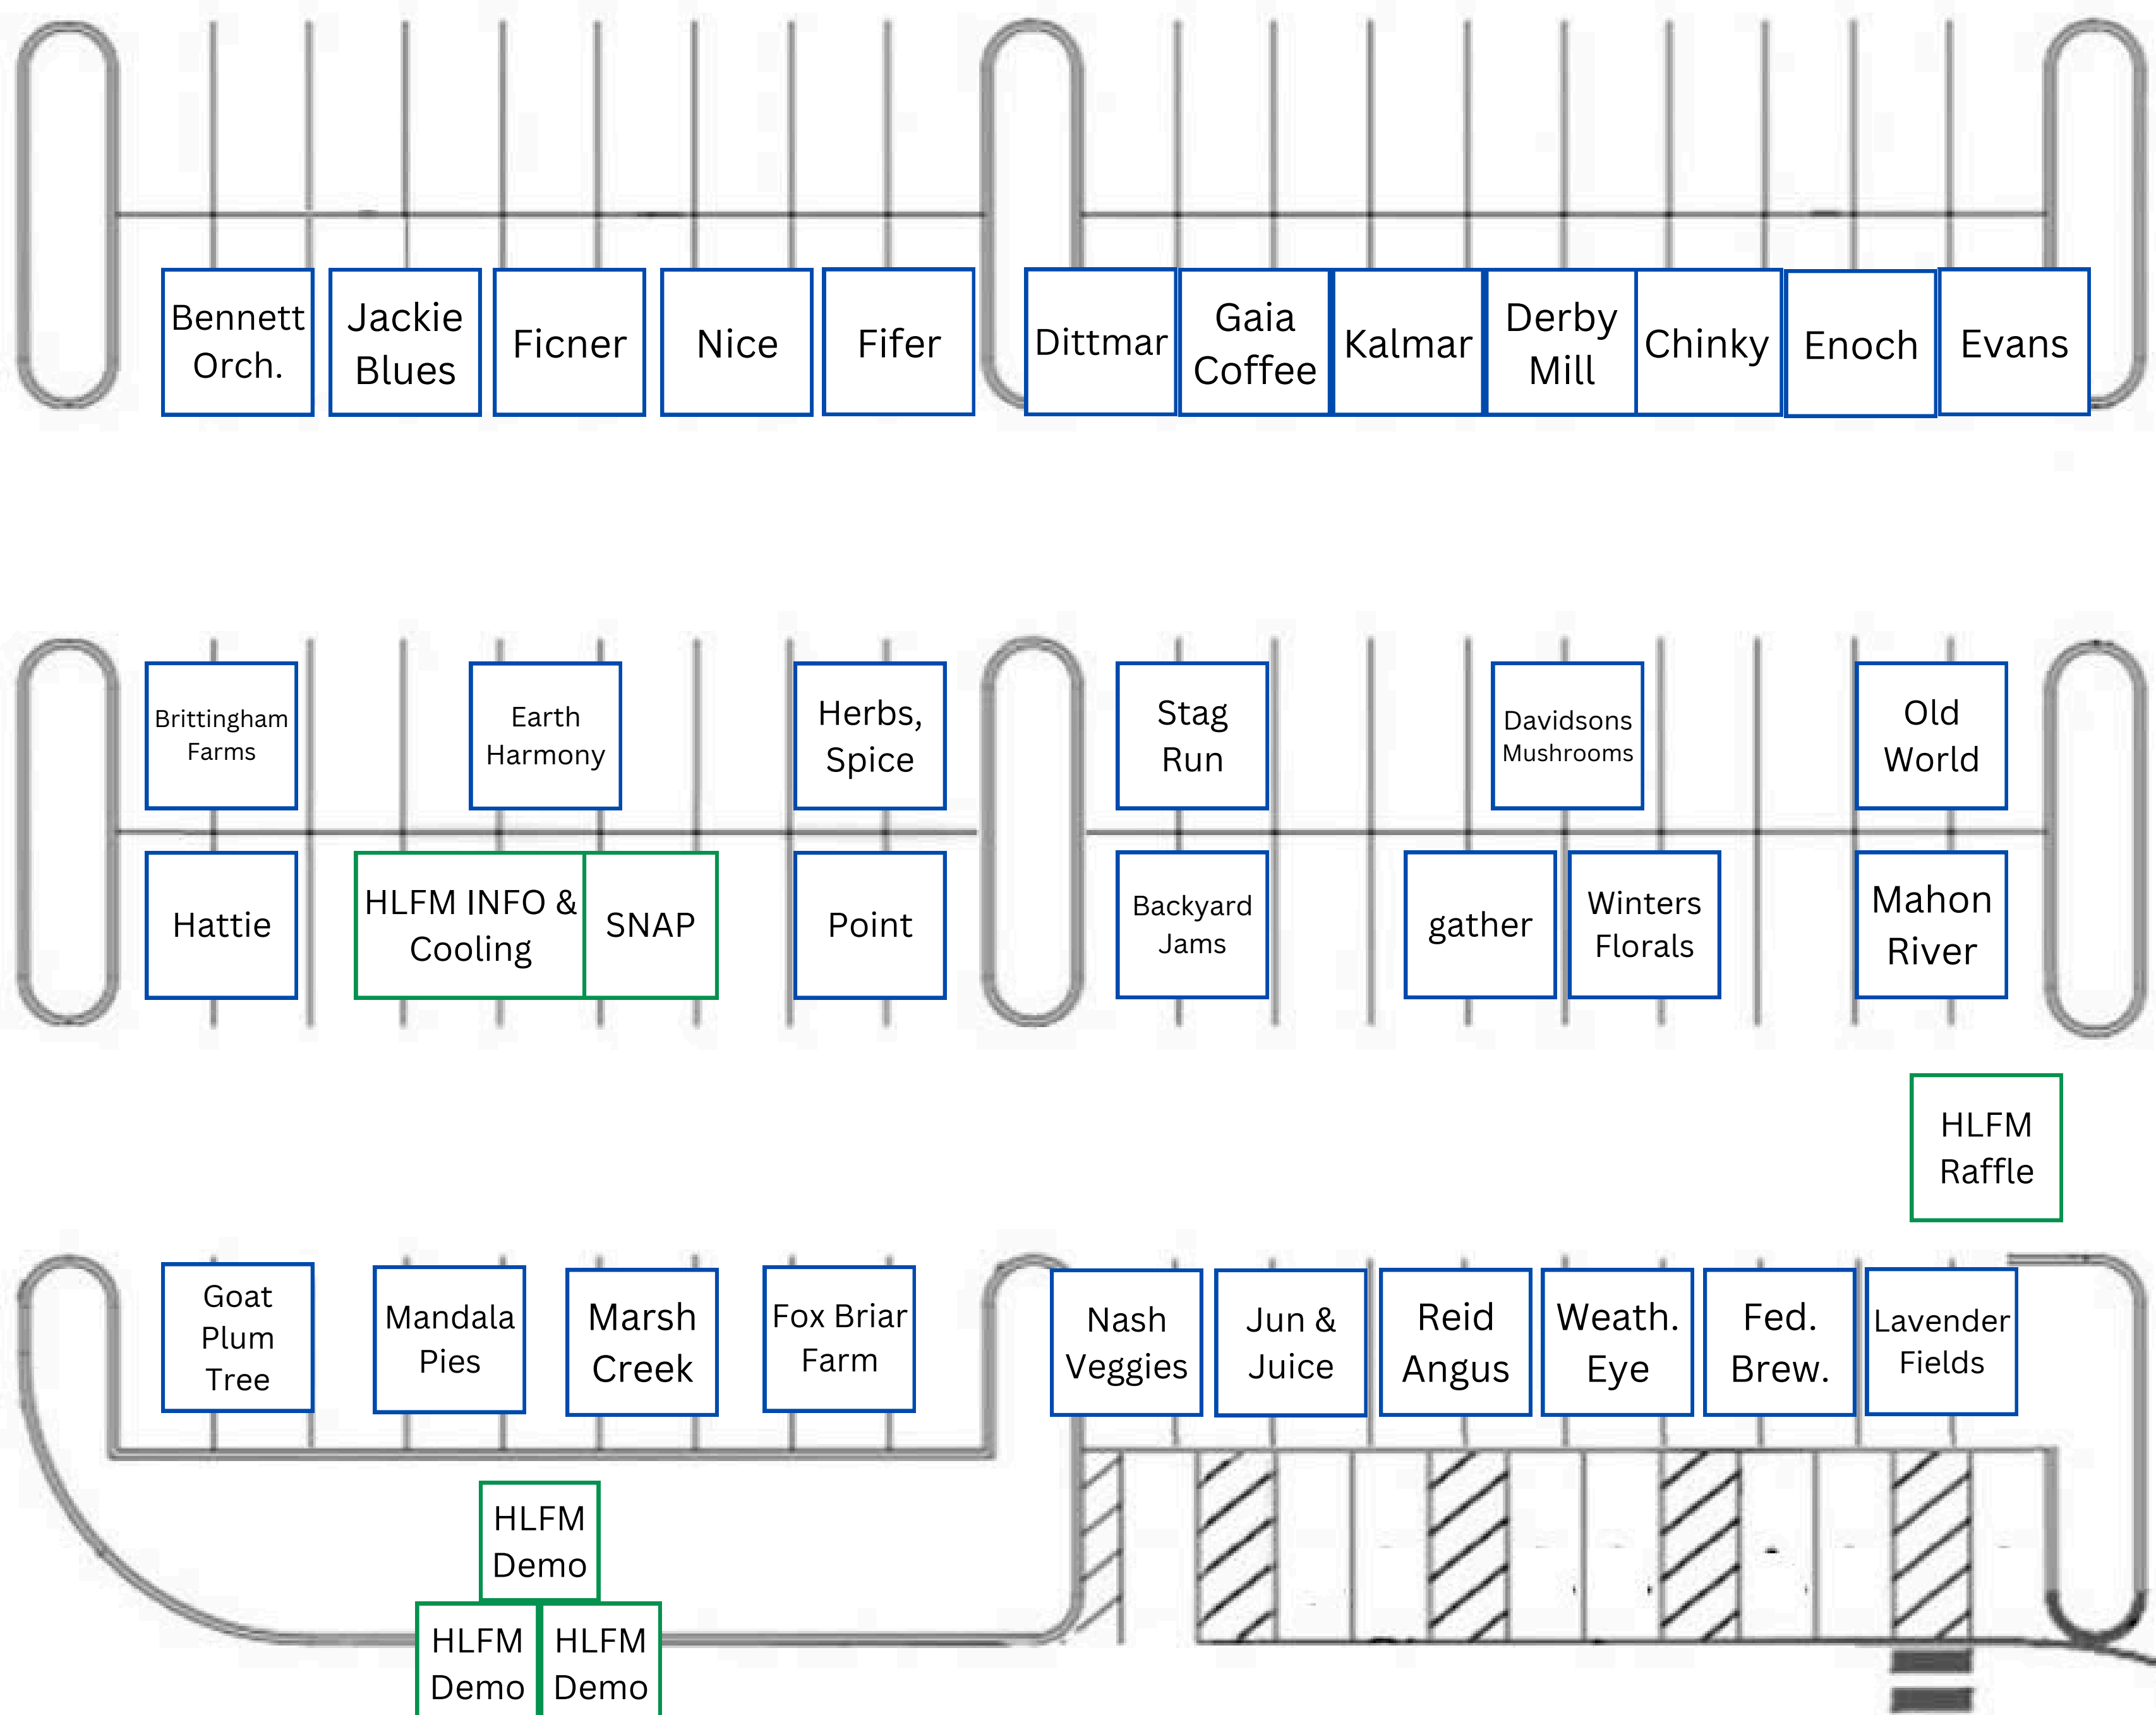 Bennett
Orch.
Jackie
Blues
Ficner
Nice
Fifer
Dittmar
Gaia
Coffee
Kalmar
Derby
Mill
Chinky
Enoch
Evans
Brittingham
Farms
Earth
Harmony
Herbs,
Spice
Stag
Run
Davidsons
Mushrooms
Old
World
Hattie
HLFM INFO &
Cooling
SNAP
Point
Backyard
Jams
gather
Winters
Florals
Mahon
River
HLFM
Raffle
Goat
Plum
Tree
Mandala
Pies
Marsh
Creek
Fox Briar
Farm
Nash
Veggies
Jun &
Juice
Reid
Angus
Weath.
Eye
Fed.
Brew.
Lavender
Fields
HLFM
Demo
HLFM
Demo
HLFM
Demo